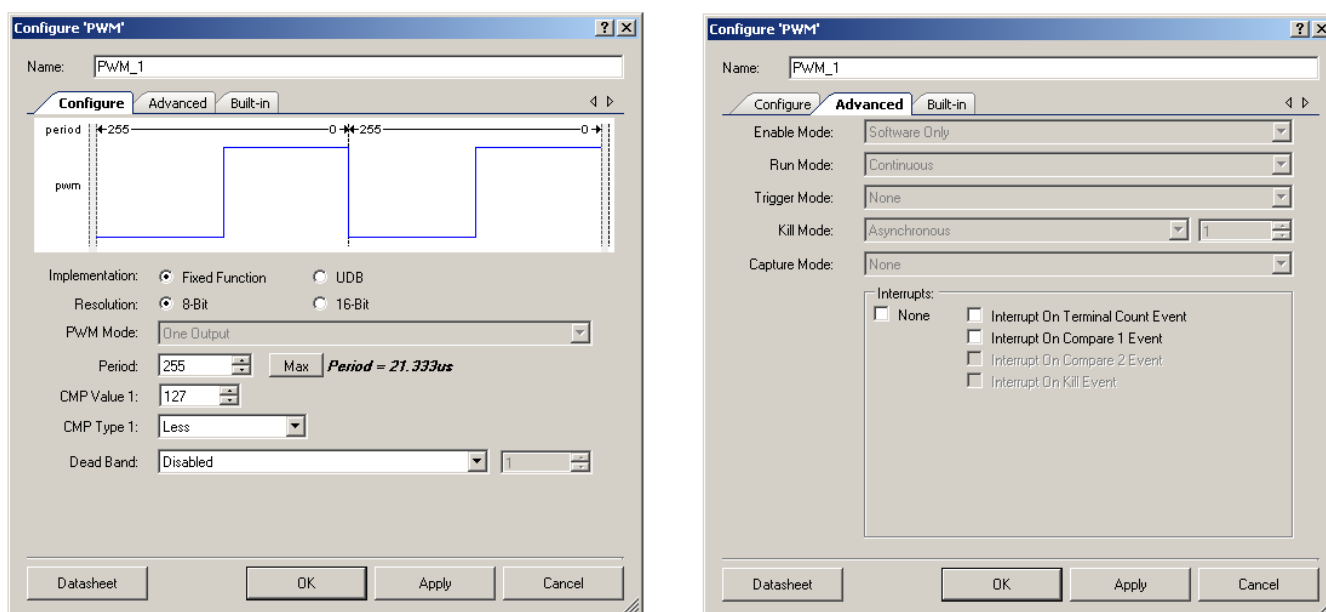 Configure 'PWM'
Name: PWM_1
Configure Advanced Built-in
period 255 0 255 0
pwm
Implementation: Fixed Function UDB
Resolution: 8-Bit 16-Bit
PWM Mode: One Output
Period: 255 Max Period = 21.333us
CMP Value 1: 127
CMP Type 1: Less
Dead Band: Disabled 1
Datasheet OK Apply Cancel
Configure 'PWM'
Name: PWM_1
Configure Advanced Built-in
Enable Mode: Software Only
Run Mode: Continuous
Trigger Mode: None
Kill Mode: Asynchronous 1
Capture Mode: None
Interrupts:
None Interrupt On Terminal Count Event
Interrupt On Compare 1 Event
Interrupt On Compare 2 Event
Interrupt On Kill Event
Datasheet OK Apply Cancel